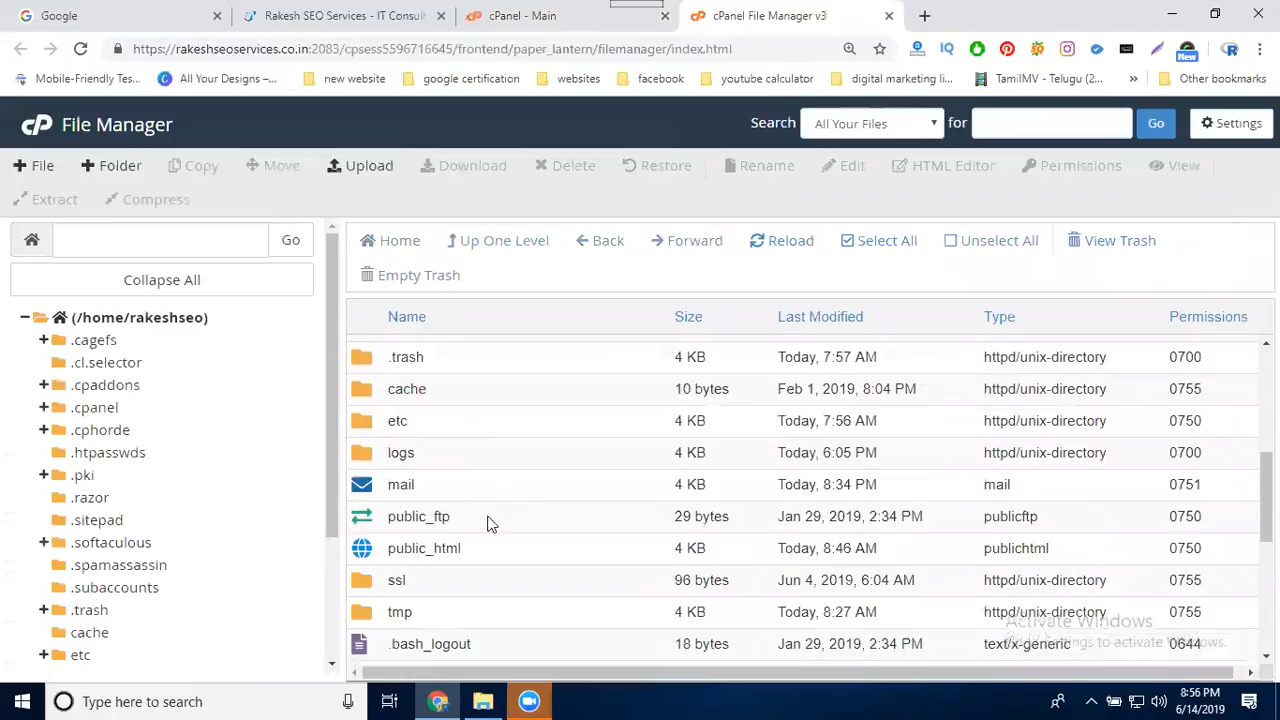 Google
Rakesh SEO Services - IT Consult
cPanel - Main
cPanel File Manager v3
https://rakeshseoservices.co.in:2083/cpsess5596716645/frontend/paper_lantern/filemanager/index.html
New
Mobile-Friendly Tes...
All Your Designs –...
new website
google certification
websites
facebook
youtube calculator
digital marketing li...
TamilMV - Telugu (2...
Other bookmarks
cP File Manager
Search All Your Files for Go Settings
File Folder Copy Move Upload Download Delete Restore Rename Edit HTML Editor Permissions View
Extract Compress
Go
Collapse All
(/home/rakeshseo)
.cagefs
.cl.selector
.cpaddons
.cpanel
.cphorde
.htpasswds
.pki
.razor
.sitepad
.softaculous
.spamassassin
.subaccounts
.trash
cache
etc
Home Up One Level Back Forward Reload Select All Unselect All View Trash
Empty Trash
Name Size Last Modified Type Permissions
.trash 4 KB Today, 7:57 AM httpd/unix-directory 0700
cache 10 bytes Feb 1, 2019, 8:04 PM httpd/unix-directory 0755
etc 4 KB Today, 7:56 AM httpd/unix-directory 0750
logs 4 KB Today, 6:05 PM httpd/unix-directory 0700
mail 4 KB Today, 8:34 PM mail 0751
public_ftp 29 bytes Jan 29, 2019, 2:34 PM publicftp 0750
public_html 4 KB Today, 8:46 AM publichtml 0750
ssl 96 bytes Jun 4, 2019, 6:04 AM httpd/unix-directory 0755
tmp 4 KB Today, 8:27 AM httpd/unix-directory 0755
.bash_logout 18 bytes Jan 29, 2019, 2:34 PM text/x-generic 0644
Activate Windows
Go to Settings to activate Windows.
Type here to search
8:56 PM
6/14/2019